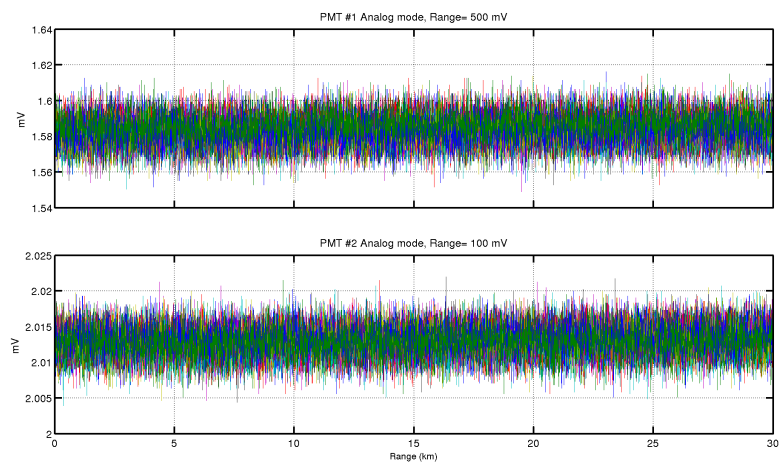 PMT #1 Analog mode, Range= 500 mV
1.64
1.62
1.6
1.58
1.56
1.54
mV
PMT #2 Analog mode, Range= 100 mV
2.025
2.02
2.015
2.01
2.005
2
mV
0 5 10 15 20 25 30
Range (km)